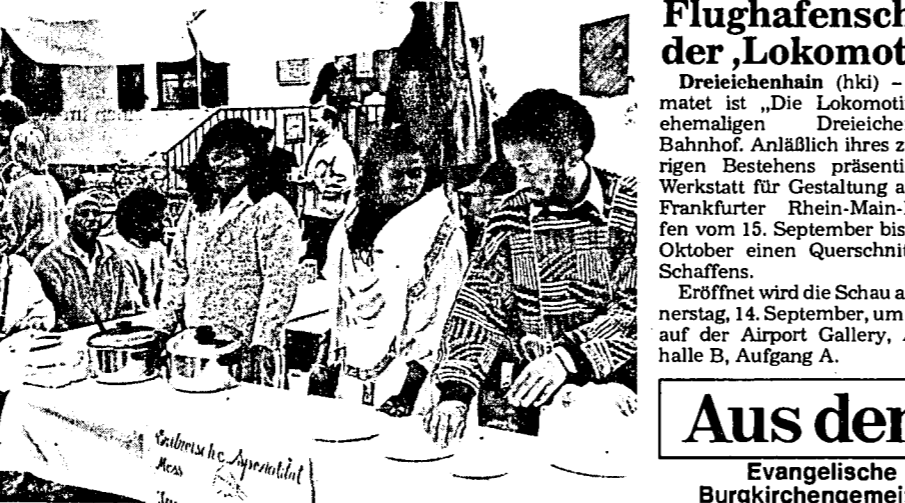 Flughafensch
der ‚Lokomot
Dreieichenhain (hki) –
matet ist „Die Lokomoti
ehemaligen Dreieicher
Bahnhof. Anläßlich ihres z
rigen Bestehens präsenti
Werkstatt für Gestaltung a
Frankfurter Rhein-Main-
fen vom 15. September bis
Oktober einen Querschnit
Schaffens.
Eröffnet wird die Schau a
nerstag, 14. September, um
auf der Airport Gallery,
halle B, Aufgang A.
Aus der
Evangelische
Burgkirchengemei